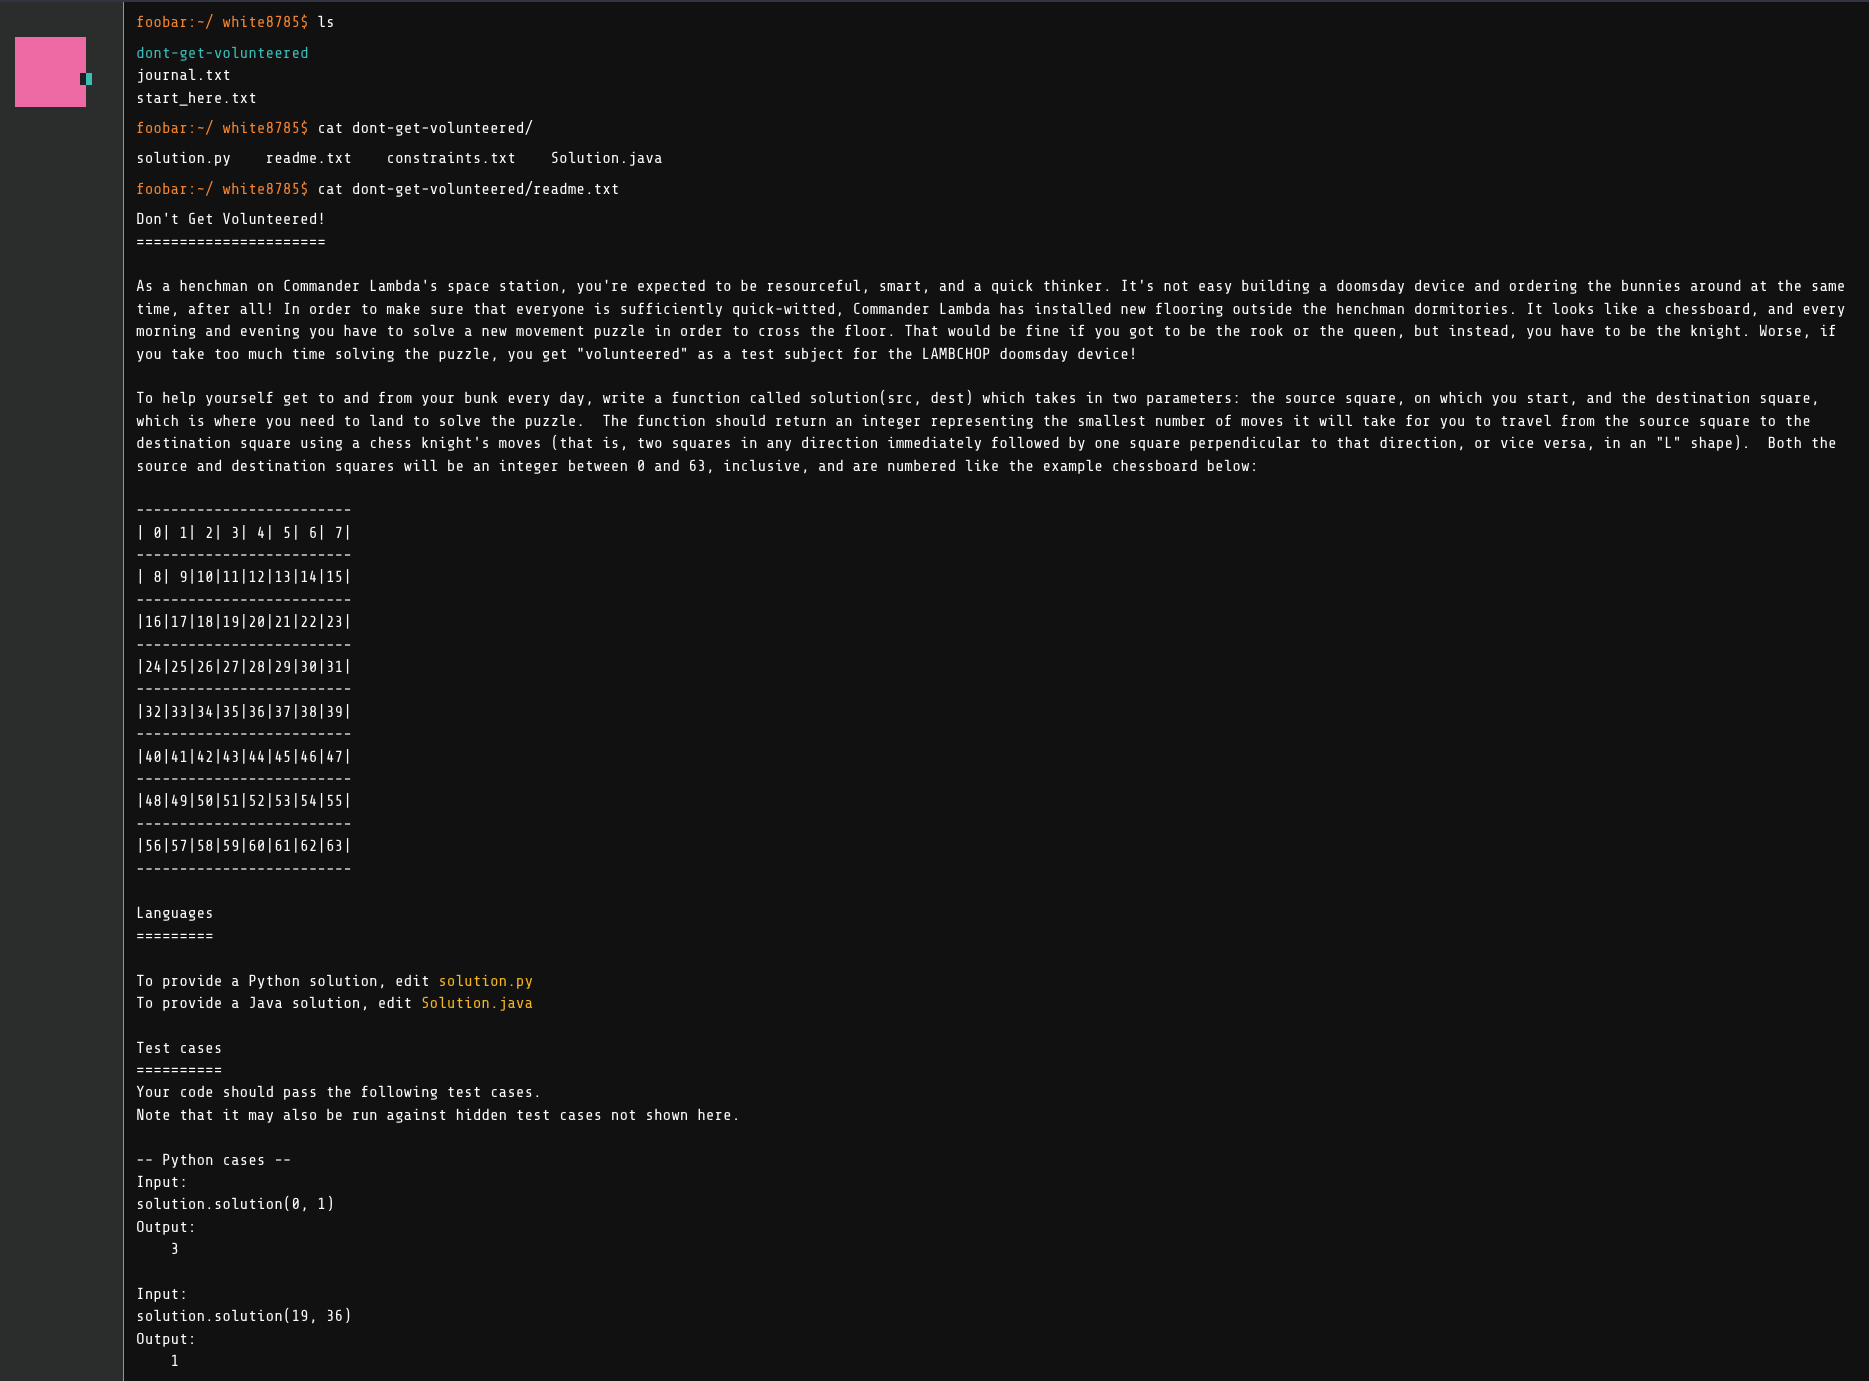 foobar:~/ white8785$ ls
dont-get-volunteered
journal.txt
start_here.txt
foobar:~/ white8785$ cat dont-get-volunteered/
solution.py    readme.txt    constraints.txt    Solution.java
foobar:~/ white8785$ cat dont-get-volunteered/readme.txt
Don't Get Volunteered!
======================
As a henchman on Commander Lambda's space station, you're expected to be resourceful, smart, and a quick thinker. It's not easy building a doomsday device and ordering the bunnies around at the same
time, after all! In order to make sure that everyone is sufficiently quick-witted, Commander Lambda has installed new flooring outside the henchman dormitories. It looks like a chessboard, and every
morning and evening you have to solve a new movement puzzle in order to cross the floor. That would be fine if you got to be the rook or the queen, but instead, you have to be the knight. Worse, if
you take too much time solving the puzzle, you get "volunteered" as a test subject for the LAMBCHOP doomsday device!
To help yourself get to and from your bunk every day, write a function called solution(src, dest) which takes in two parameters: the source square, on which you start, and the destination square,
which is where you need to land to solve the puzzle.  The function should return an integer representing the smallest number of moves it will take for you to travel from the source square to the
destination square using a chess knight's moves (that is, two squares in any direction immediately followed by one square perpendicular to that direction, or vice versa, in an "L" shape).  Both the
source and destination squares will be an integer between 0 and 63, inclusive, and are numbered like the example chessboard below:
-------------------------
| 0| 1| 2| 3| 4| 5| 6| 7|
-------------------------
| 8| 9|10|11|12|13|14|15|
-------------------------
|16|17|18|19|20|21|22|23|
-------------------------
|24|25|26|27|28|29|30|31|
-------------------------
|32|33|34|35|36|37|38|39|
-------------------------
|40|41|42|43|44|45|46|47|
-------------------------
|48|49|50|51|52|53|54|55|
-------------------------
|56|57|58|59|60|61|62|63|
-------------------------
Languages
=========
To provide a Python solution, edit solution.py
To provide a Java solution, edit Solution.java
Test cases
==========
Your code should pass the following test cases.
Note that it may also be run against hidden test cases not shown here.
-- Python cases --
Input:
solution.solution(0, 1)
Output:
    3
Input:
solution.solution(19, 36)
Output:
    1